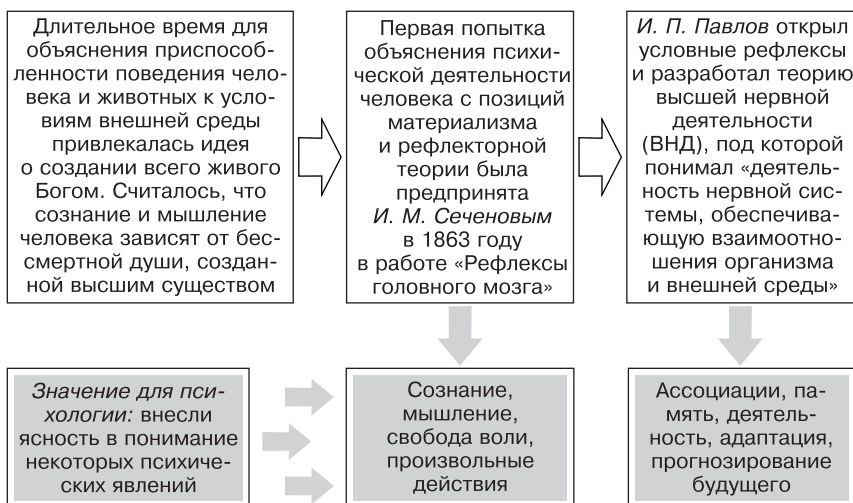 Длительное время для
объяснения приспособ-
ленности поведения чело-
века и животных к усло-
виям внешней среды
привлекалась идея
о создании всего живого
Богом. Считалось, что
сознание и мышление
человека зависят от бес-
смертной души, создан-
ной высшим существом
Первая попытка
объяснения психи-
ческой деятельности
человека с позиций
материализма
и рефлекторной
теории была
предпринята
И. М. Сеченовым
в 1863 году
в работе «Рефлексы
головного мозга»
И. П. Павлов открыл
условные рефлексы
и разработал теорию
высшей нервной
деятельности
(ВНД), под которой
понимал «деятель-
ность нервной сис-
темы, обеспечива-
ющую взаимоотно-
шения организма
и внешней среды»
Значение для пси-
хологии: внесли
ясность в понимание
некоторых психиче-
ских явлений
Сознание,
мышление,
свобода воли,
произвольные
действия
Ассоциации, па-
мять, деятель-
ность, адаптация,
прогнозирование
будущего